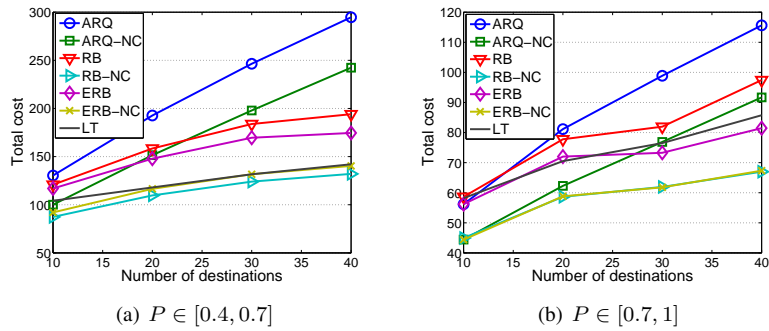 300
250
200
150
100
50
Total cost
ARQ
ARQ−NC
RB
RB−NC
ERB
ERB−NC
LT
10 15 20 25 30 35 40
Number of destinations
(a) P ∈ [0.4, 0.7]
120
110
100
90
80
70
60
50
40
Total cost
ARQ
ARQ−NC
RB
RB−NC
ERB
ERB−NC
LT
10 15 20 25 30 35 40
Number of destinations
(b) P ∈ [0.7, 1]